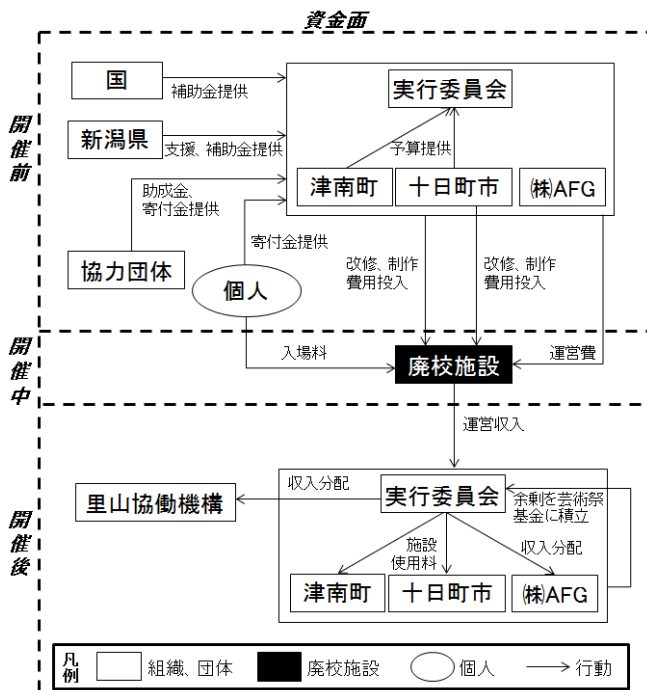 資金面
開催前
国
補助金提供
新潟県
支援、補助金提供
助成金、
寄付金提供
協力団体
寄付金提供
個人
実行委員会
予算提供
津南町
十日町市
㈱AFG
改修、制作
費用投入
改修、制作
費用投入
開催中
入場料
廃校施設
運営費
運営収入
開催後
里山協働機構
収入分配
実行委員会
余剰を芸術祭
基金に積立
施設
使用料
収入分配
津南町
十日町市
㈱AFG
凡例
組織、団体
廃校施設
個人
行動